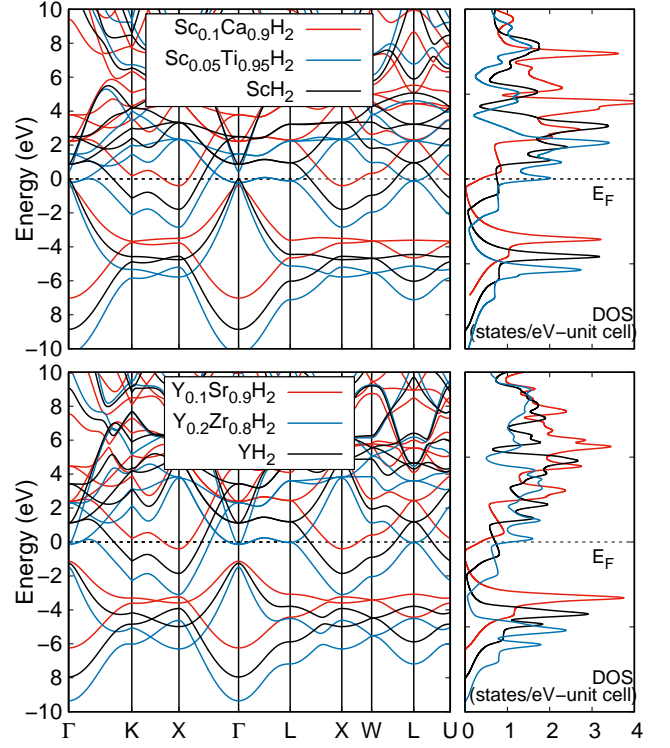 10
8
6
4
2
0
−2
−4
−6
−8
−10
Energy (eV)
Sc0.1Ca0.9H2
Sc0.05Ti0.95H2
ScH2
EF
DOS
(states/eV−unit cell)
10
8
6
4
2
0
−2
−4
−6
−8
−10
Energy (eV)
Y0.1Sr0.9H2
Y0.2Zr0.8H2
YH2
EF
DOS
(states/eV−unit cell)
Γ K X Γ L X W L U
0 1 2 3 4